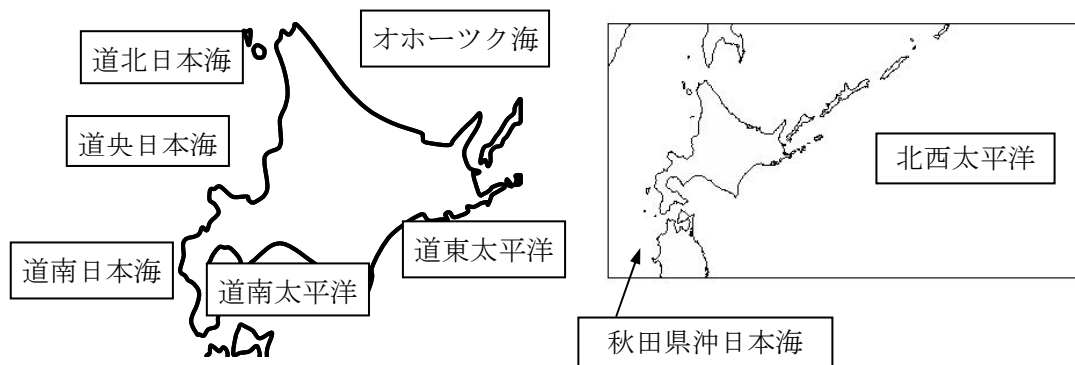 道北日本海
オホーツク海
道央日本海
道南日本海
道南太平洋
道東太平洋
北西太平洋
秋田県沖日本海